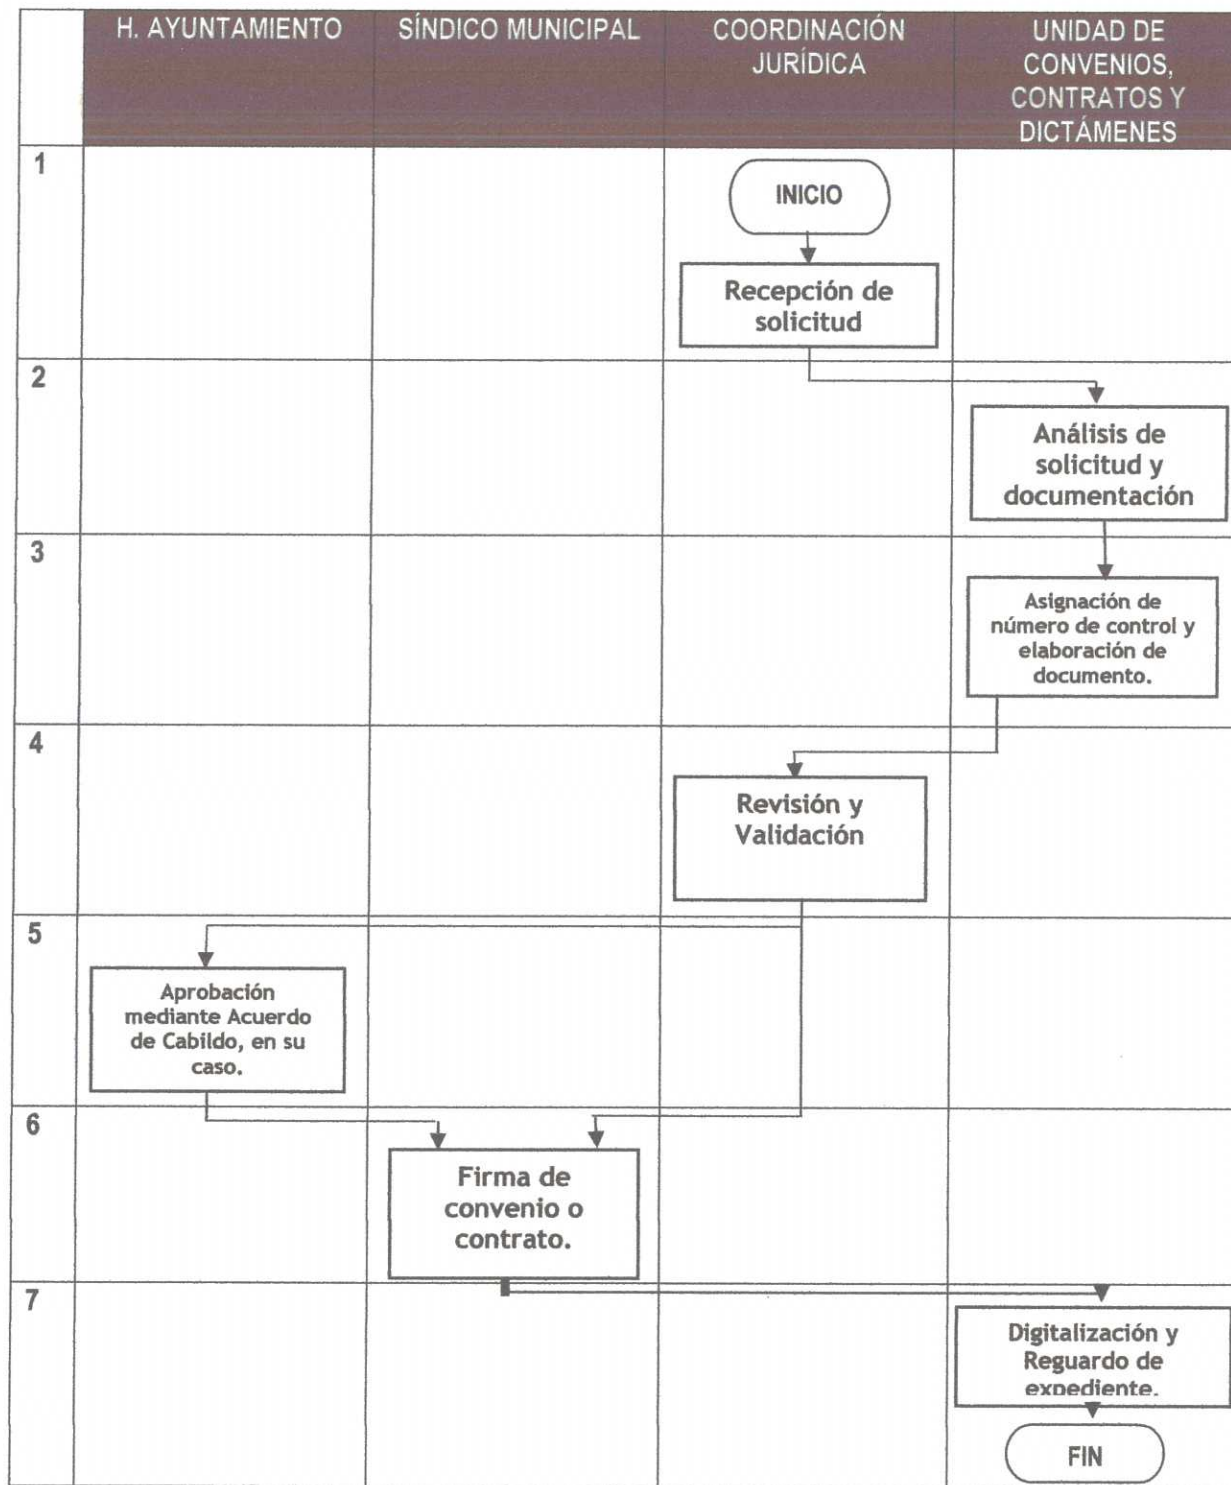 H. AYUNTAMIENTO
SÍNDICO MUNICIPAL
COORDINACIÓN
JURÍDICA
UNIDAD DE
CONVENIOS,
CONTRATOS Y
DICTÁMENES
1
INICIO
Recepción de
solicitud
2
Análisis de
solicitud y
documentación
3
Asignación de
número de control y
elaboración de
documento.
4
Revisión y
Validación
5
Aprobación
mediante Acuerdo
de Cabildo, en su
caso.
6
Firma de
convenio o
contrato.
7
Digitalización y
Reguardo de
expediente.
FIN